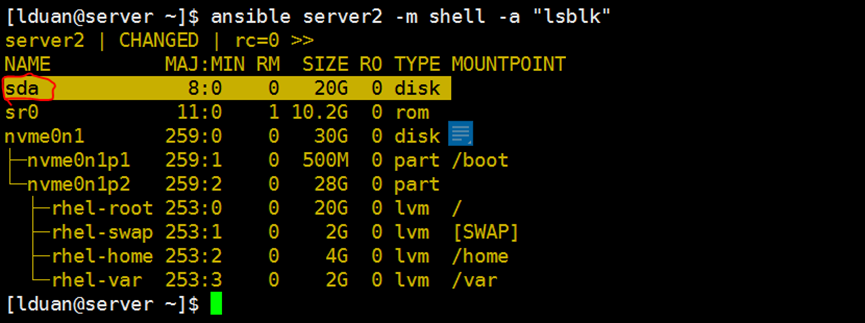 [lduan@server ~]$ ansible server2 -m shell -a "lsblk"
server2 | CHANGED | rc=0 >>
NAME          MAJ:MIN RM  SIZE RO TYPE MOUNTPOINT
sda             8:0    0   20G  0 disk
sr0            11:0    1 10.2G  0 rom
nvme0n1       259:0    0   30G  0 disk
├─nvme0n1p1   259:1    0  500M  0 part /boot
└─nvme0n1p2   259:2    0   28G  0 part
  ├─rhel-root 253:0    0   20G  0 lvm  /
  ├─rhel-swap 253:1    0    2G  0 lvm  [SWAP]
  ├─rhel-home 253:2    0    4G  0 lvm  /home
  └─rhel-var  253:3    0    2G  0 lvm  /var
[lduan@server ~]$